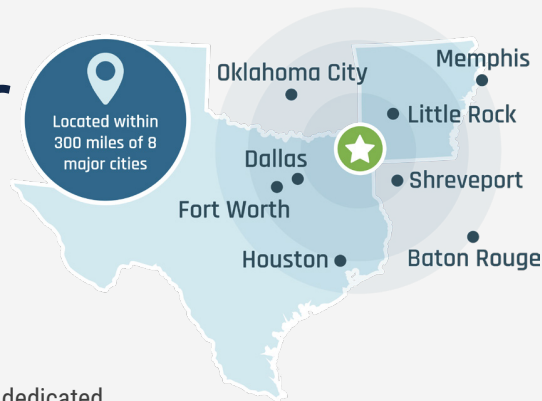 Located within
300 miles of 8
major cities
Oklahoma City
Memphis
Little Rock
Dallas
Shreveport
Fort Worth
Houston
Baton Rouge
dedicated